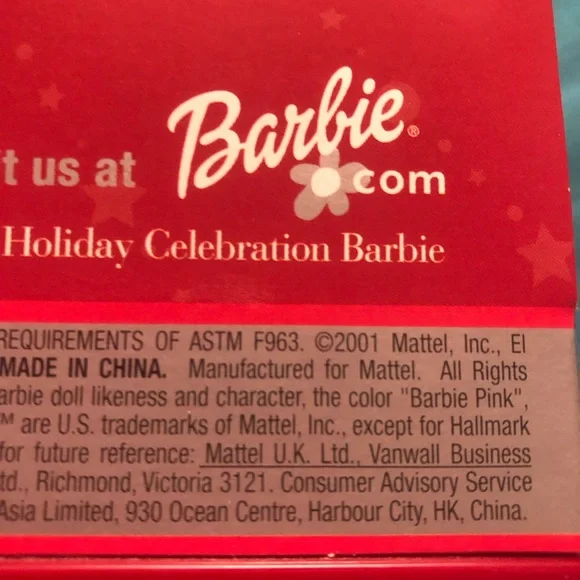 t us at Barbie® com
Holiday Celebration Barbie
REQUIREMENTS OF ASTM F963. ©2001 Mattel, Inc., El
MADE IN CHINA. Manufactured for Mattel. All Rights
arbie doll likeness and character, the color "Barbie Pink",
™ are U.S. trademarks of Mattel, Inc., except for Hallmark
for future reference: Mattel U.K. Ltd., Vanwall Business
td., Richmond, Victoria 3121. Consumer Advisory Service
Asia Limited, 930 Ocean Centre, Harbour City, HK, China.